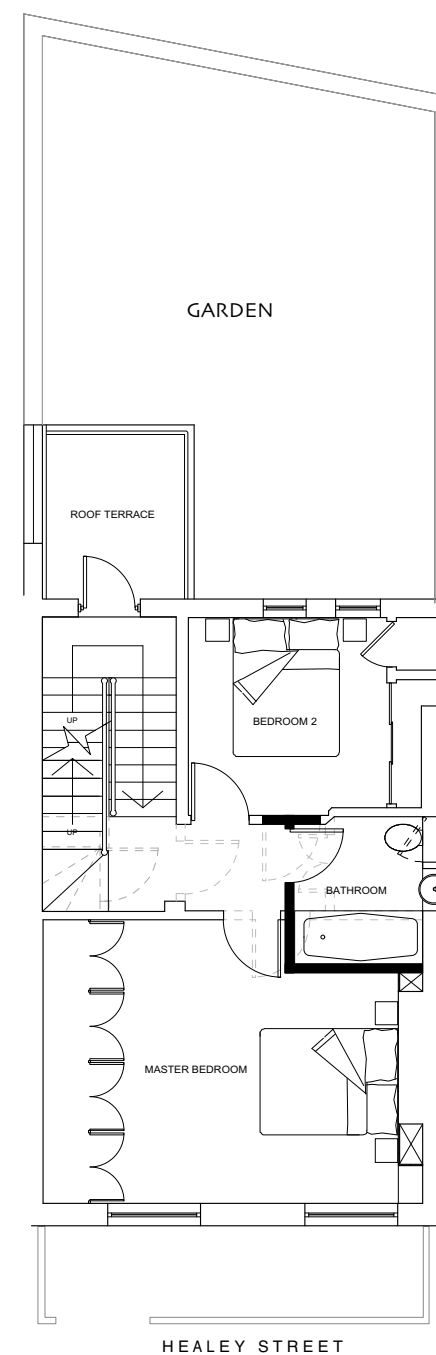 GARDEN
ROOF TERRACE
UP
BEDROOM 2
UP
BATHROOM
MASTER BEDROOM
HEALEY STREET